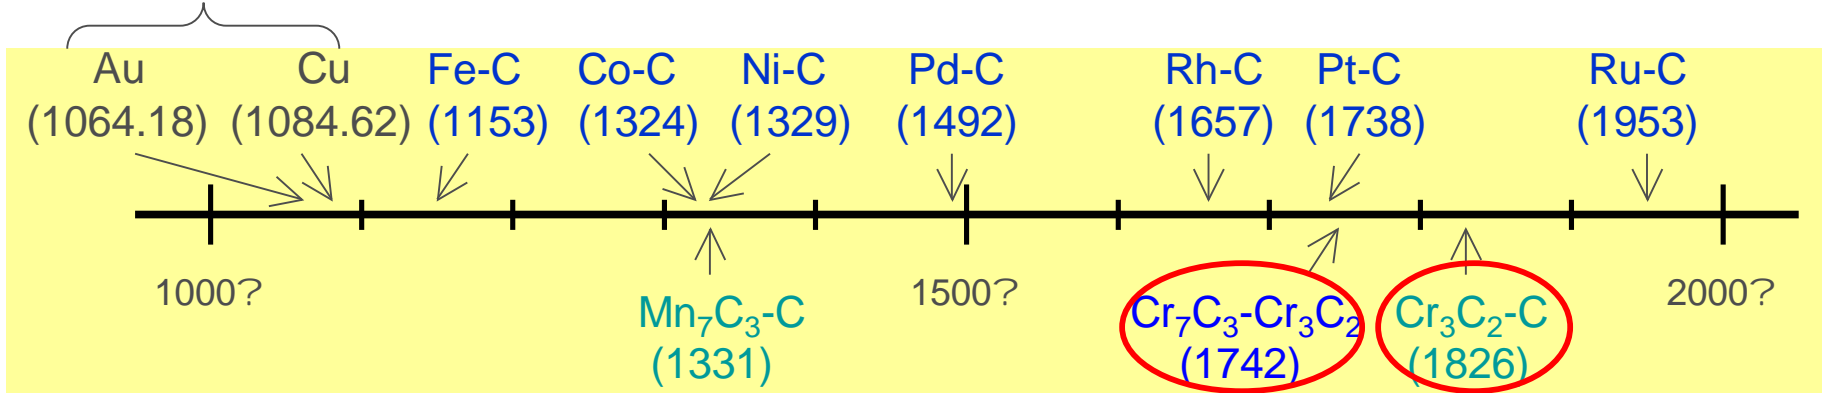 Au Cu Fe-C Co-C Ni-C Pd-C Rh-C Pt-C Ru-C
(1064.18) (1084.62) (1153) (1324) (1329) (1492) (1657) (1738) (1953)
1000? 1500? 2000?
Mn₇C₃-C Cr₇C₃-Cr₃C₂ Cr₃C₂-C
(1331) (1742) (1826)